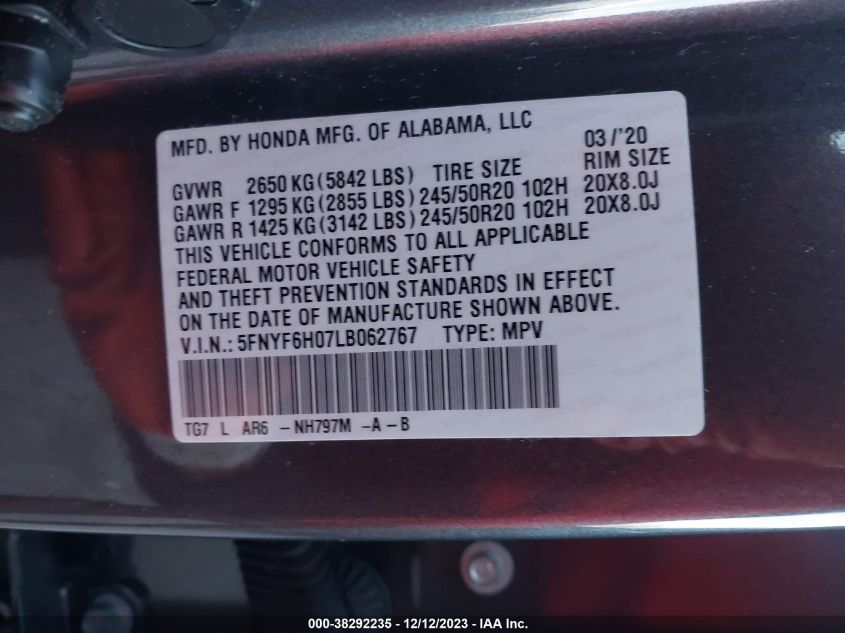 MFD. BY HONDA MFG. OF ALABAMA, LLC 03/'20
GVWR 2650 KG (5842 LBS) TIRE SIZE RIM SIZE
GAWR F 1295 KG (2855 LBS) 245/50R20 102H 20X8.0J
GAWR R 1425 KG (3142 LBS) 245/50R20 102H 20X8.0J
THIS VEHICLE CONFORMS TO ALL APPLICABLE
FEDERAL MOTOR VEHICLE SAFETY
AND THEFT PREVENTION STANDARDS IN EFFECT
ON THE DATE OF MANUFACTURE SHOWN ABOVE.
V.I.N.: 5FNYF6H07LB062767 TYPE: MPV
TG7 L AR6 -NH797M -A-B
000-38292235 - 12/12/2023 - IAA Inc.